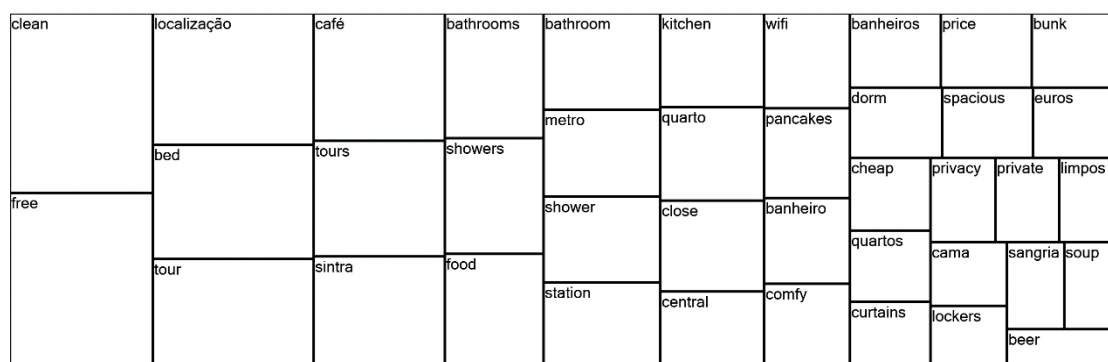 clean
free
localização
bed
tour
café
tours
sintra
bathrooms
showers
food
bathroom
metro
shower
station
kitchen
quarto
close
central
wifi
pancakes
banheiro
comfy
banheiros
price
bunk
dorm
spacious
euros
cheap
quartos
curtains
privacy
private
limpos
cama
lockers
sangria
soup
beer